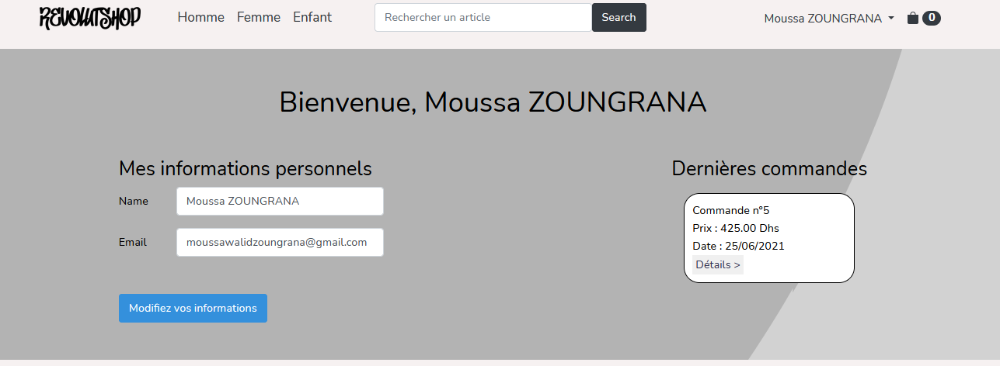 REVOLUTSHOP
Homme Femme Enfant
Rechercher un article
Search
Moussa ZOUNGRANA
0
Bienvenue, Moussa ZOUNGRANA
Mes informations personnels
Name
Moussa ZOUNGRANA
Email
moussawalidzoungrana@gmail.com
Modifiez vos informations
Dernières commandes
Commande n°5
Prix : 425.00 Dhs
Date : 25/06/2021
Détails >